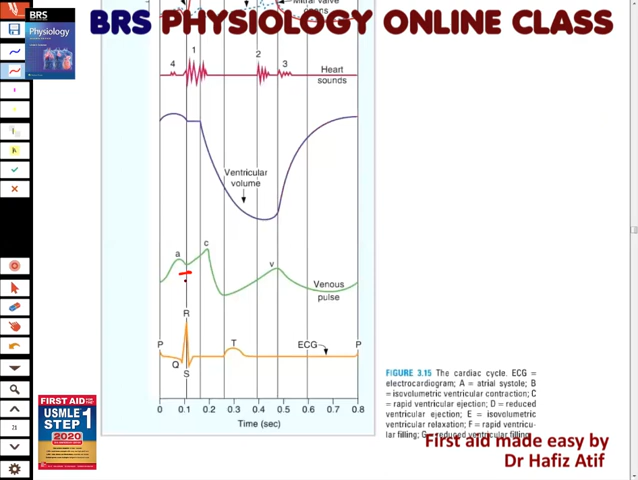 BRS PHYSIOLOGY ONLINE CLASS
BRS
Physiology
Mitral valve
opens
4
1
2
3
Heart
sounds
Ventricular
volume
a
c
v
Venous
pulse
R
P
T
ECG
P
Q
S
0
0.1
0.2
0.3
0.4
0.5
0.6
0.7
0.8
Time (sec)
FIGURE 3.15 The cardiac cycle. ECG =
electrocardiogram; A = atrial systole; B
= isovolumetric ventricular contraction; C
= rapid ventricular ejection; D = reduced
ventricular ejection; E = isovolumetric
ventricular relaxation; F = rapid ventricu-
lar filling; G = reduced ventricular filling.
First aid made easy by
Dr Hafiz Atif
FIRST AID
FOR THE
USMLE
STEP 1
2020